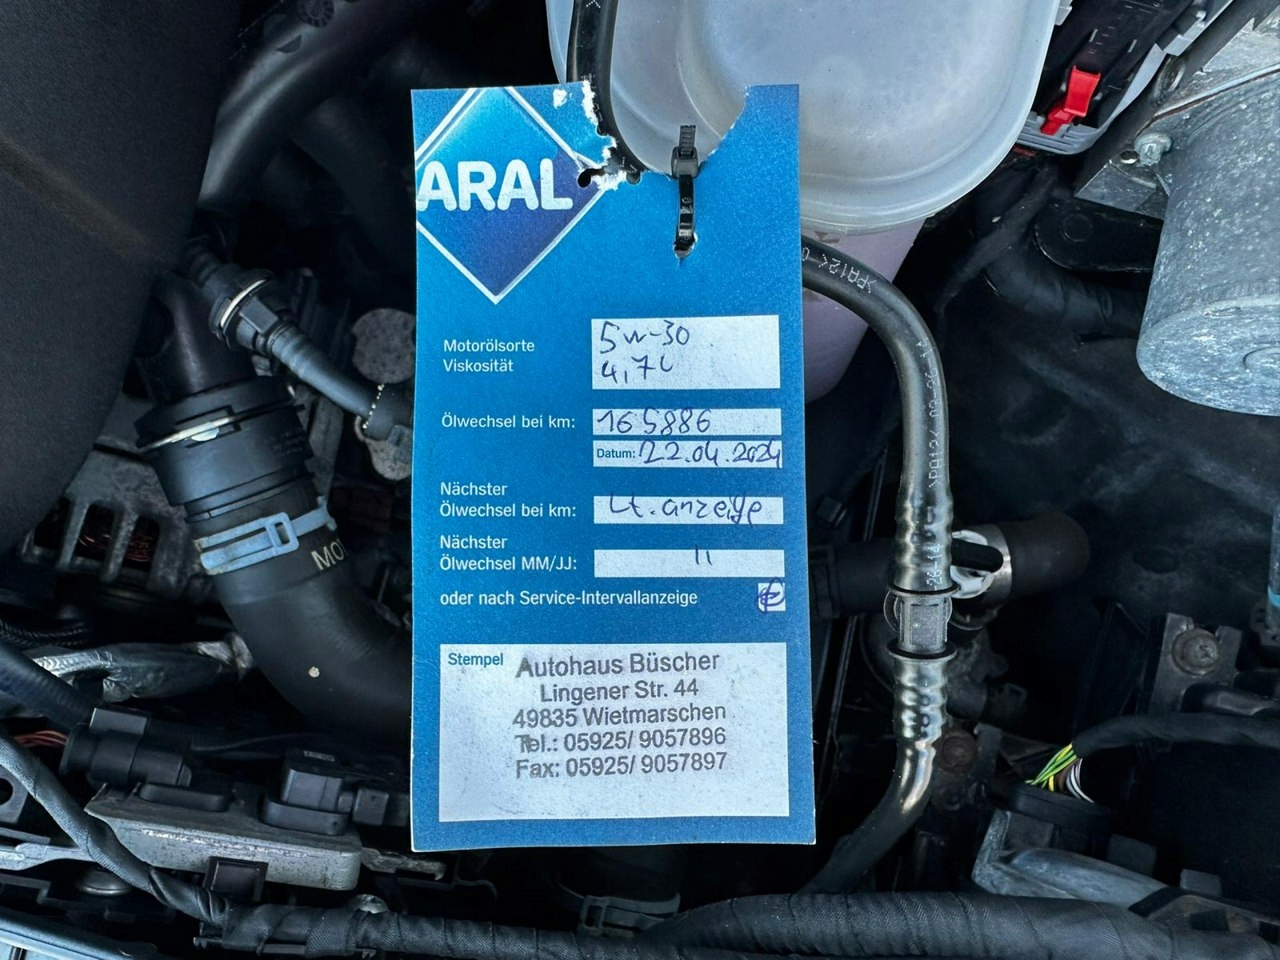 ARAL
Motorölsorte
Viskosität
5w-30
4,7L
Ölwechsel bei km: 165886
Datum: 22.04.2024
Nächster
Ölwechsel bei km: Lt. anzeige
Nächster
Ölwechsel MM/JJ: "
oder nach Service-Intervallanzeige
Stempel
Autohaus Büscher
Lingener Str. 44
49835 Wietmarschen
Tel.: 05925/ 9057896
Fax: 05925/ 9057897
>PA12<
>PA12<